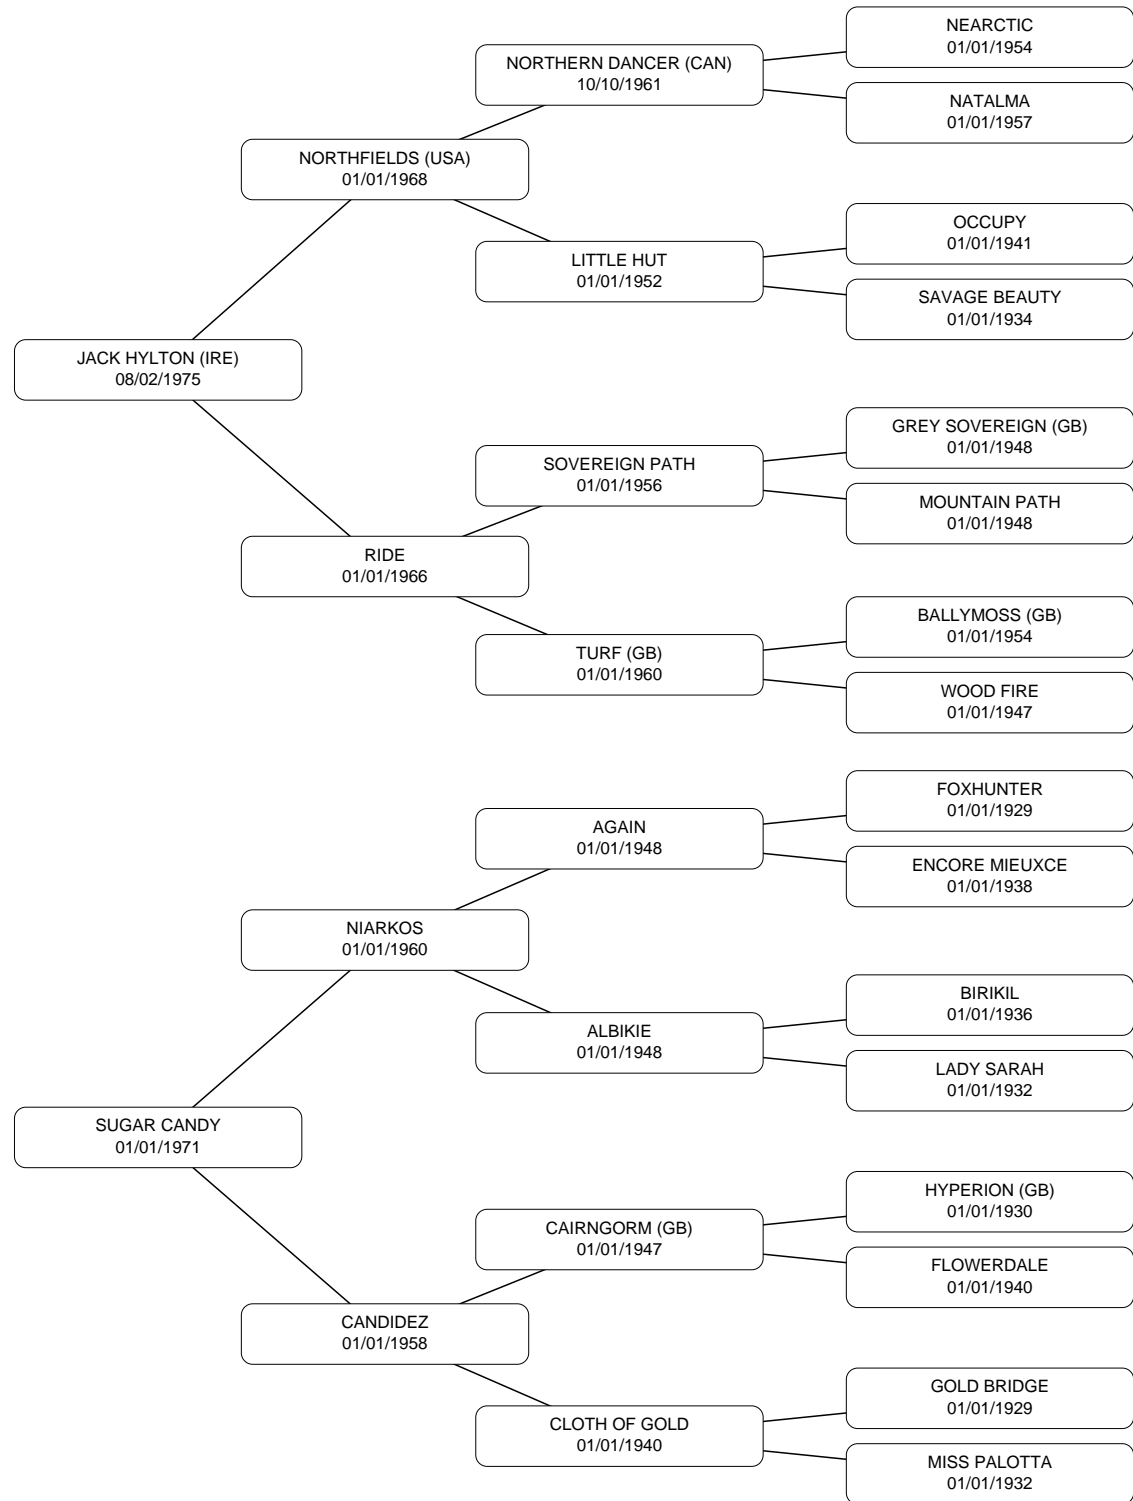 NEARCTIC
01/01/1954
NORTHERN DANCER (CAN)
10/10/1961
NATALMA
01/01/1957
NORTHFIELDS (USA)
01/01/1968
OCCUPY
01/01/1941
LITTLE HUT
01/01/1952
SAVAGE BEAUTY
01/01/1934
JACK HYLTON (IRE)
08/02/1975
GREY SOVEREIGN (GB)
01/01/1948
SOVEREIGN PATH
01/01/1956
MOUNTAIN PATH
01/01/1948
RIDE
01/01/1966
BALLYMOSS (GB)
01/01/1954
TURF (GB)
01/01/1960
WOOD FIRE
01/01/1947
FOXHUNTER
01/01/1929
AGAIN
01/01/1948
ENCORE MIEUXCE
01/01/1938
NIARKOS
01/01/1960
BIRIKIL
01/01/1936
ALBIKIE
01/01/1948
LADY SARAH
01/01/1932
SUGAR CANDY
01/01/1971
HYPERION (GB)
01/01/1930
CAIRNGORM (GB)
01/01/1947
FLOWERDALE
01/01/1940
CANDIDEZ
01/01/1958
GOLD BRIDGE
01/01/1929
CLOTH OF GOLD
01/01/1940
MISS PALOTTA
01/01/1932